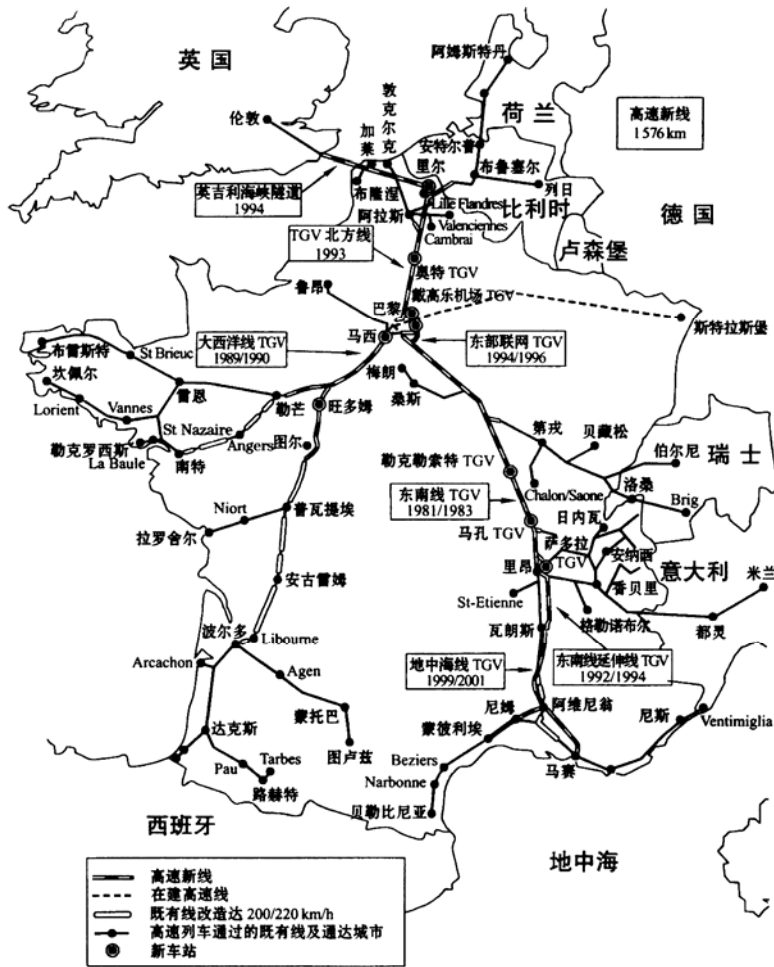 英国
阿姆斯特丹
荷兰
高速新线
1576 km
伦敦
加莱
敦克尔克
安特尔普
里尔
布鲁塞尔
列日
英吉利海峡隧道
1994
布隆涅
Lille Flandres
比利时
德国
阿拉斯
Valenciennes
Cambrai
卢森堡
TGV 北方线
1993
奥特 TGV
鲁昂
巴黎
戴高乐机场 TGV
斯特拉斯堡
布雷斯特
St Brieuc
大西洋线 TGV
1989/1990
马西
东部联网 TGV
1994/1996
坎佩尔
雷恩
梅朗
桑斯
Lorient
Vannes
勒芒
旺多姆
St Nazaire
第戎
贝藏松
勒克罗西斯
La Baule
南特
Angers
图尔
伯尔尼
瑞士
勒克勒索特 TGV
洛桑
Chalon/Saone
Brig
东南线 TGV
1981/1983
Niort
普瓦提埃
日内瓦
拉罗舍尔
马孔 TGV
萨多拉
TGV
安纳西
意大利
米兰
里昂
香贝里
安古雷姆
St-Etienne
格勒诺布尔
都灵
波尔多
Libourne
瓦朗斯
Arcachon
Agen
地中海线 TGV
1999/2001
东南线延伸线 TGV
1992/1994
蒙托巴
尼姆
阿维尼翁
尼斯
Ventimiglia
达克斯
蒙彼利埃
图卢兹
Beziers
马赛
Pau
Tarbes
Narbonne
路赫特
贝勒比尼亚
西班牙
地中海
高速新线
在建高速线
既有线改造达 200/220 km/h
高速列车通过的既有线及通达城市
新车站